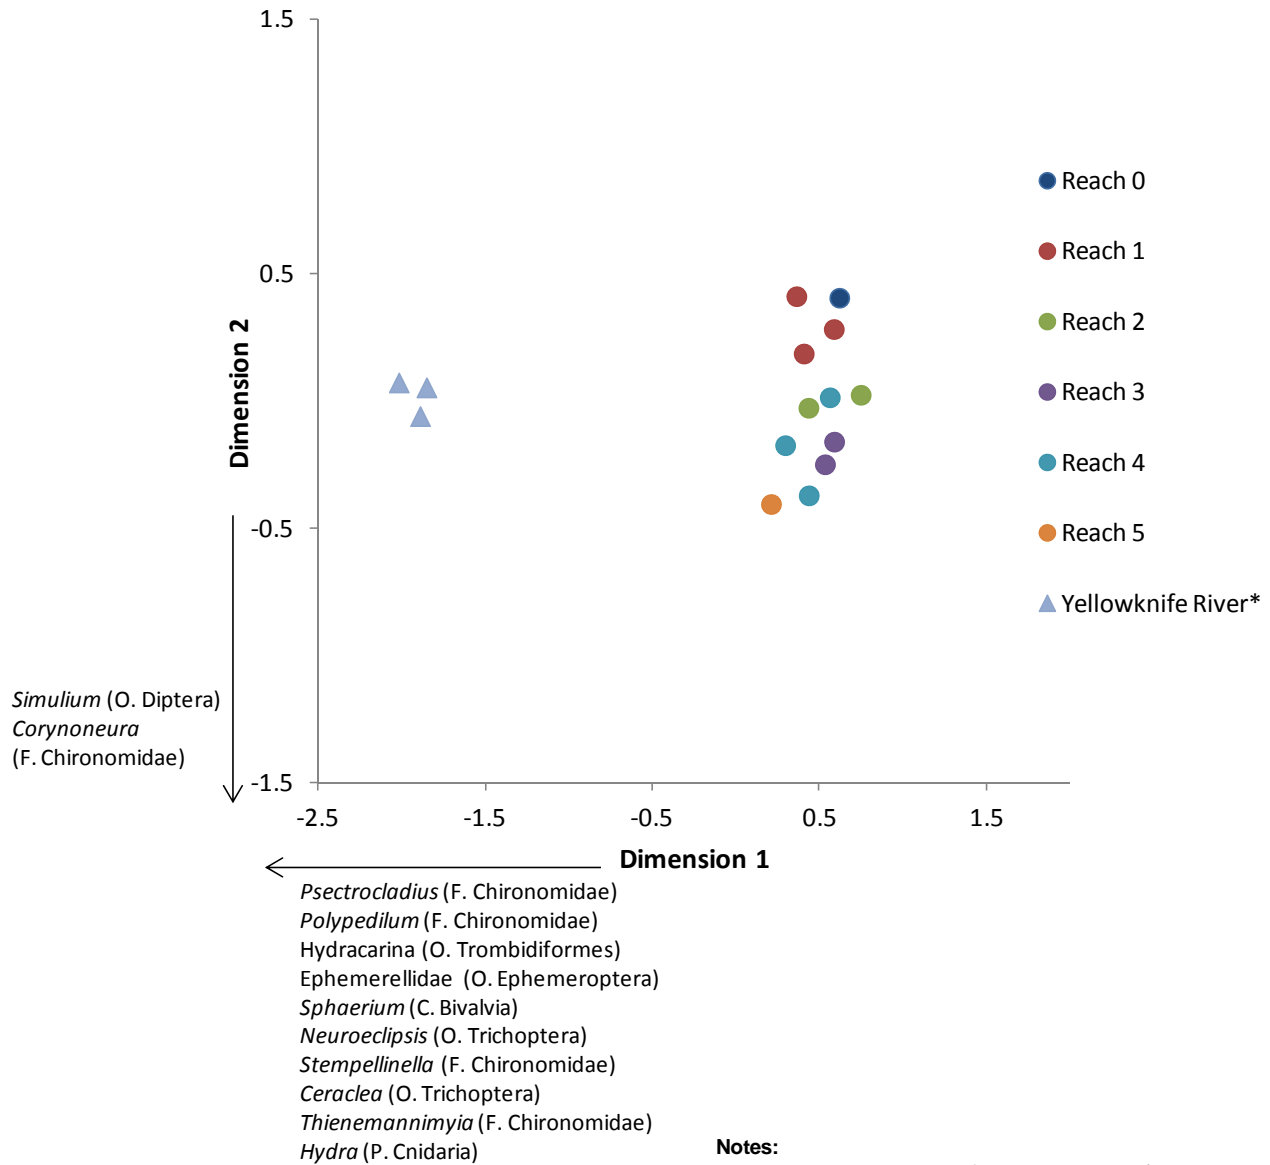 1.5
0.5
-0.5
-1.5
Dimension 2
Reach 0
Reach 1
Reach 2
Reach 3
Reach 4
Reach 5
Yellowknife River*
Simulium (O. Diptera)
Corynoneura
(F. Chironomidae)
-2.5 -1.5 -0.5 0.5 1.5
Dimension 1
Psectrocladius (F. Chironomidae)
Polypedilum (F. Chironomidae)
Hydracarina (O. Trombidiformes)
Ephemerellidae (O. Ephemeroptera)
Sphaerium (C. Bivalvia)
Neuroeclipsis (O. Trichoptera)
Stempellinella (F. Chironomidae)
Ceraclea (O. Trichoptera)
Thienemannimyia (F. Chironomidae)
Hydra (P. Cnidaria)
Notes: